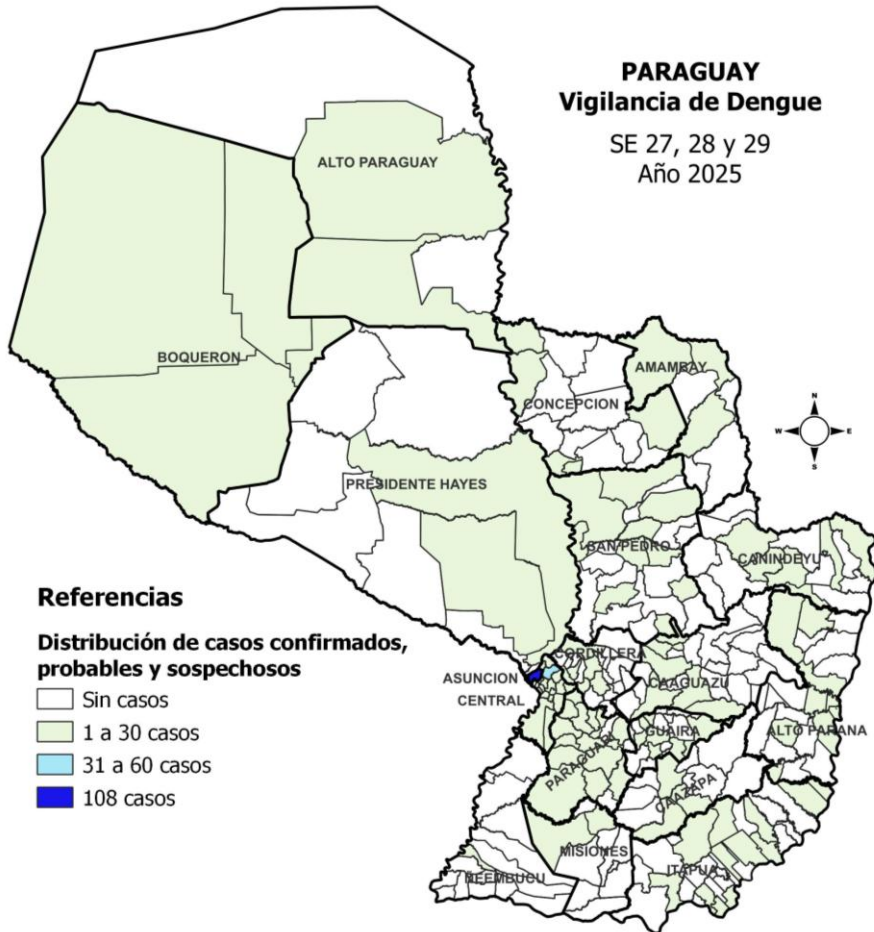 PARAGUAY
Vigilancia de Dengue
SE 27, 28 y 29
Año 2025
ALTO PARAGUAY
BOQUERON
AMAMBAY
CONCEPCION
N
W
E
S
PRESIDENTE HAYES
SAN PEDRO
CANINDEYU
Referencias
Distribución de casos confirmados,
probables y sospechosos
Sin casos
1 a 30 casos
31 a 60 casos
108 casos
CORDILLERA
ASUNCION
CENTRAL
CAAGUAZU
GUAIRA
ALTO PARANA
PARAGUARI
CAAZAPA
MISIONES
ITAPUA
ÑEEMBUCU